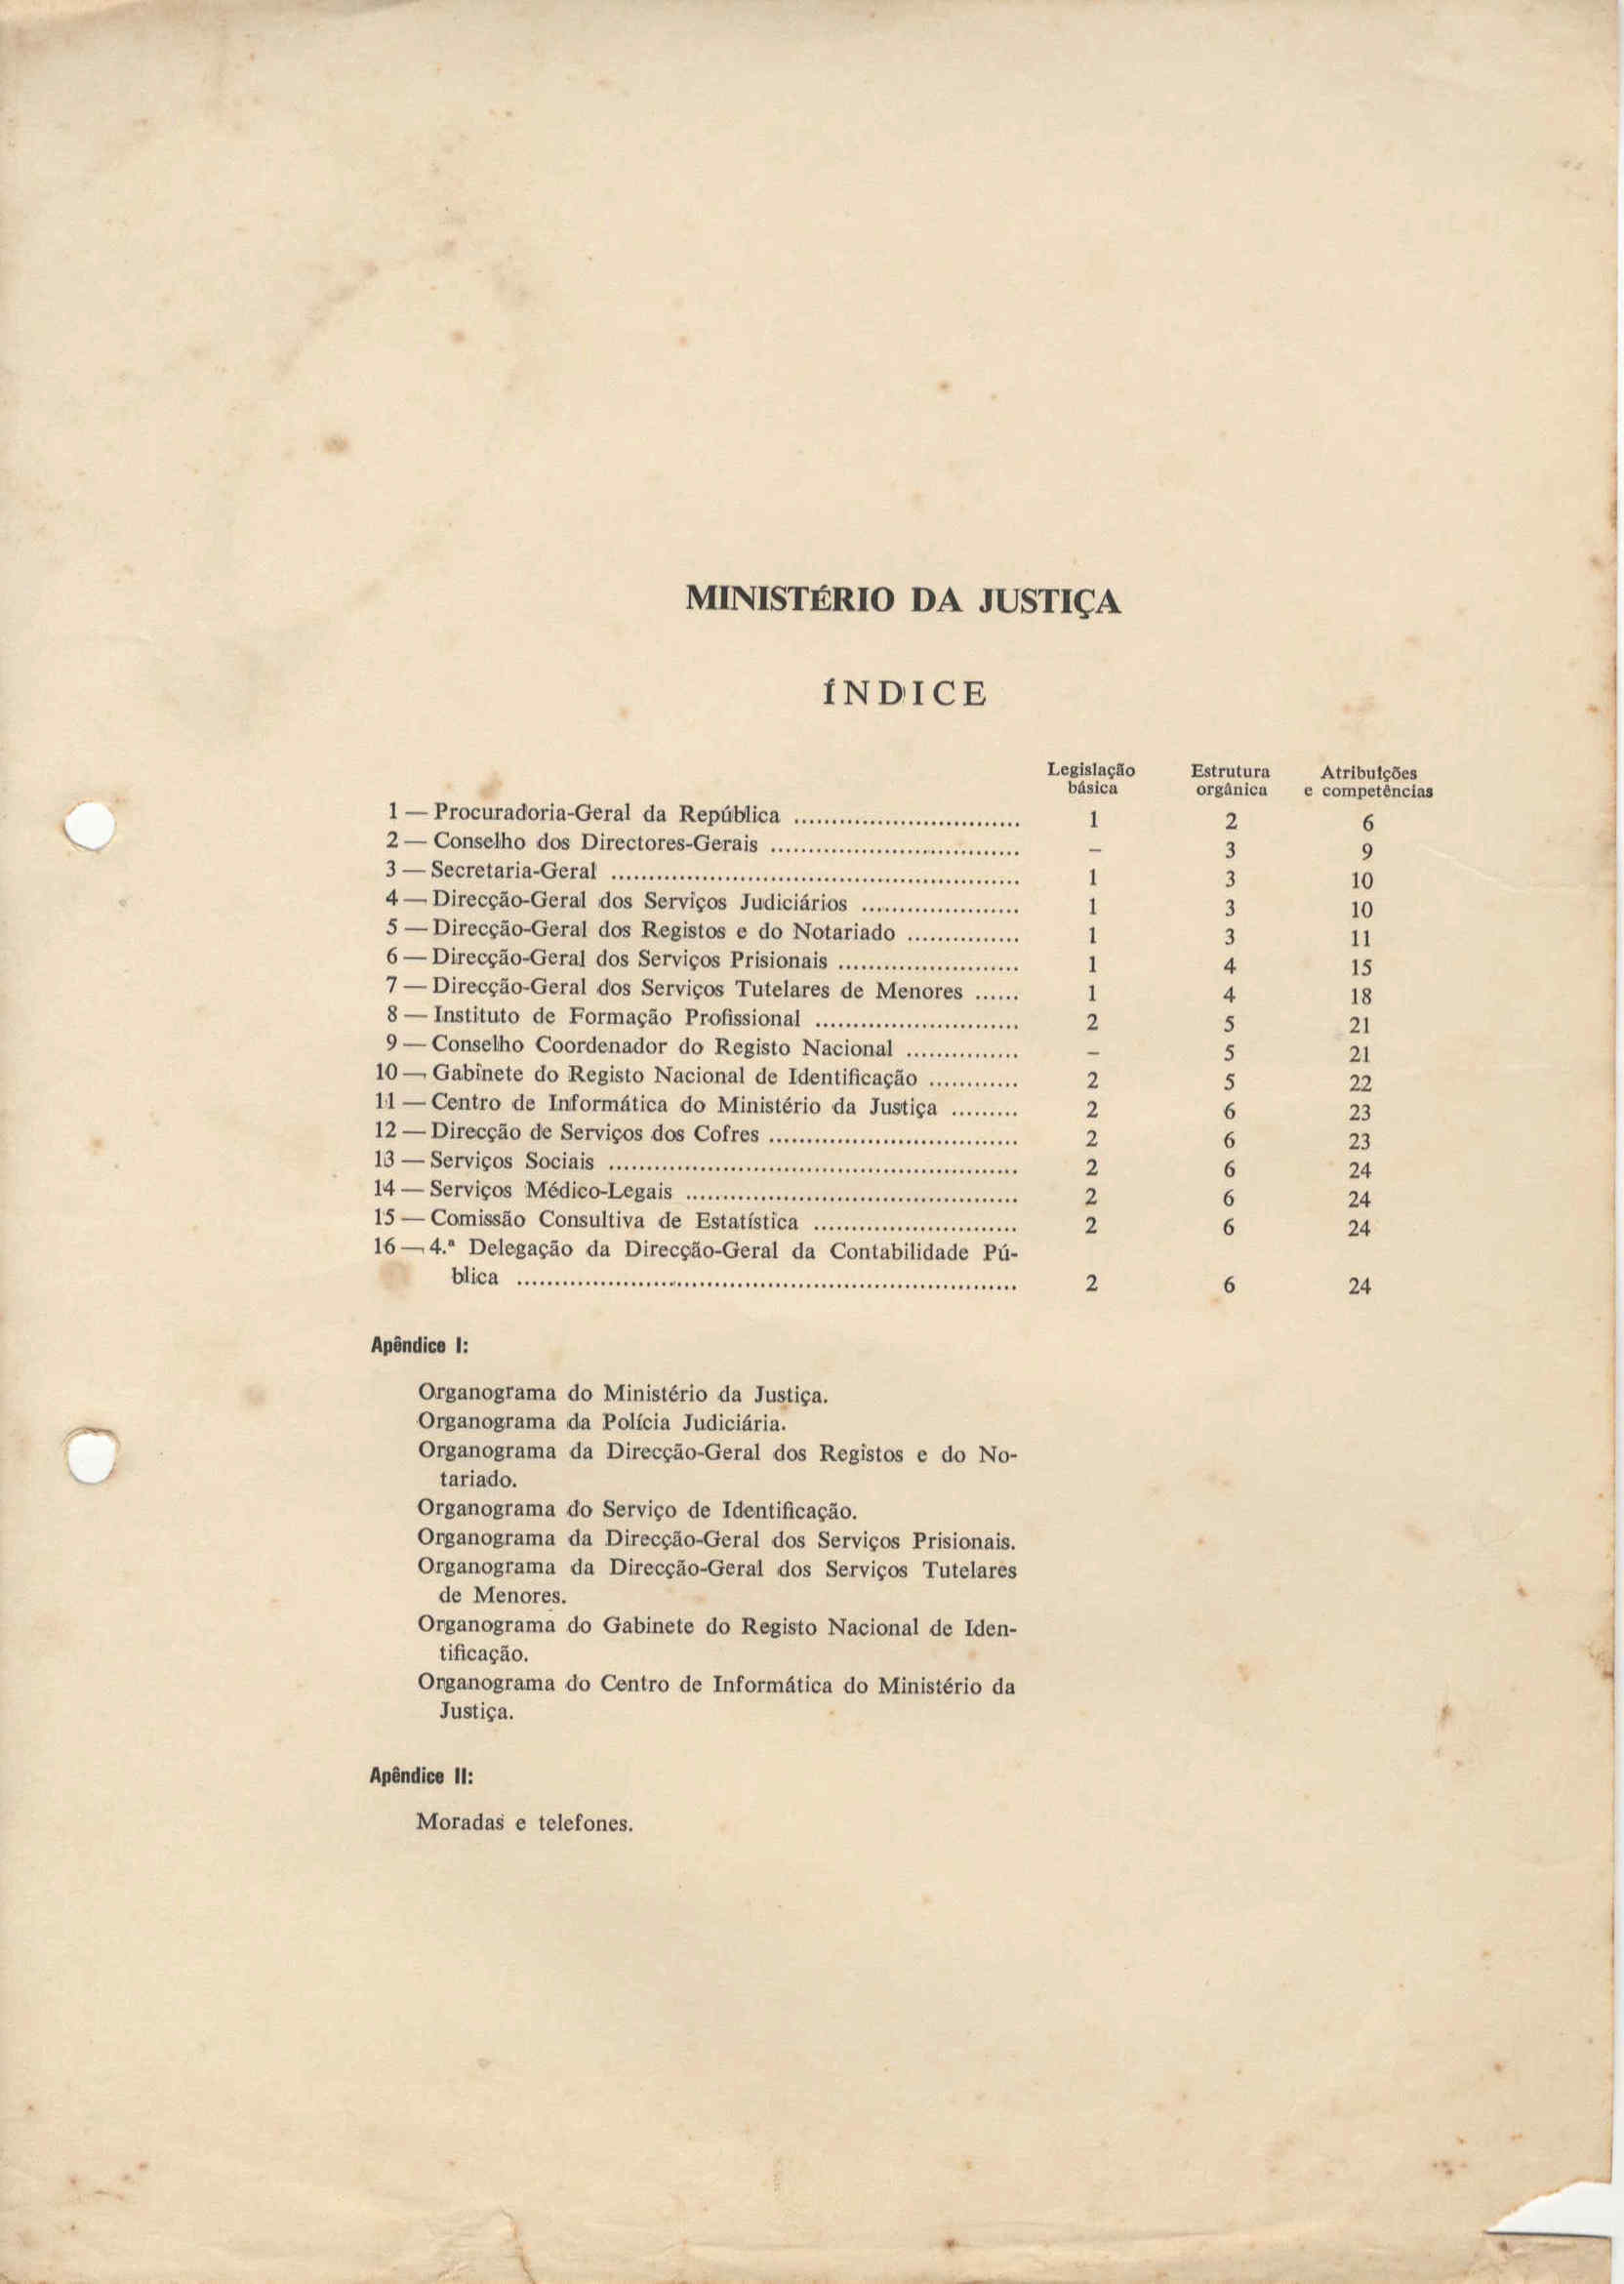 MINISTÉRIO DA JUSTIÇA
ÍNDICE
Legislação básica Estrutura orgânica Atribuições e competências
1 — Procuradoria-Geral da República .............................. 1 2 6
2 — Conselho dos Directores-Gerais ................................. – 3 9
3 — Secretaria-Geral ...................................................... 1 3 10
4 — Direcção-Geral dos Serviços Judiciários ..................... 1 3 10
5 — Direcção-Geral dos Registos e do Notariado ............... 1 3 11
6 — Direcção-Geral dos Serviços Prisionais ........................ 1 4 15
7 — Direcção-Geral dos Serviços Tutelares de Menores ...... 1 4 18
8 — Instituto de Formação Profissional ........................... 2 5 21
9 — Conselho Coordenador do Registo Nacional ............... – 5 21
10 — Gabinete do Registo Nacional de Identificação ............ 2 5 22
11 — Centro de Informática do Ministério da Justiça ......... 2 6 23
12 — Direcção de Serviços dos Cofres ................................. 2 6 23
13 — Serviços Sociais ...................................................... 2 6 24
14 — Serviços Médico-Legais ............................................ 2 6 24
15 — Comissão Consultiva de Estatística ........................... 2 6 24
16 — 4.ª Delegação da Direcção-Geral da Contabilidade Pú-
blica .................................................................. 2 6 24
Apêndice I:
Organograma do Ministério da Justiça.
Organograma da Polícia Judiciária.
Organograma da Direcção-Geral dos Registos e do No-
tariado.
Organograma do Serviço de Identificação.
Organograma da Direcção-Geral dos Serviços Prisionais.
Organograma da Direcção-Geral dos Serviços Tutelares
de Menores.
Organograma do Gabinete do Registo Nacional de Iden-
tificação.
Organograma do Centro de Informática do Ministério da
Justiça.
Apêndice II:
Moradas e telefones.